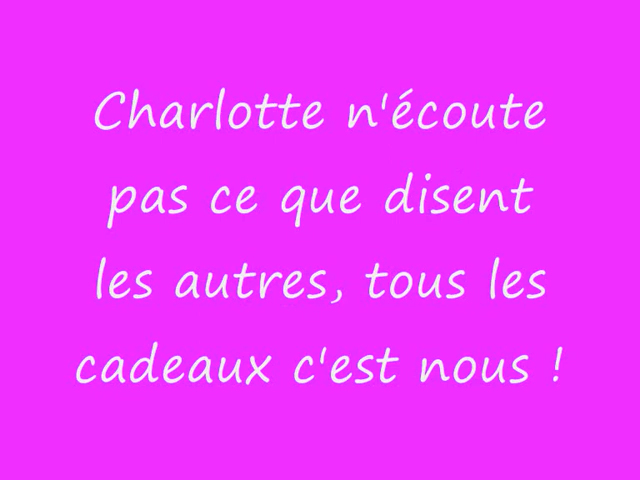 Charlotte n'écoute
pas ce que disent
les autres, tous les
cadeaux c'est nous !